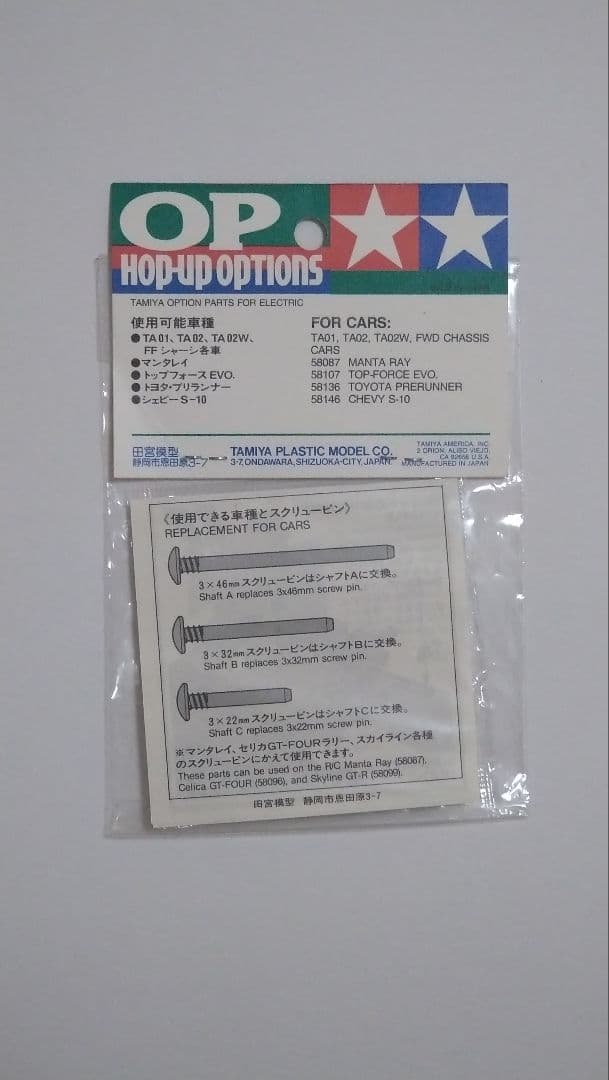 OP.
HOP-UP OPTIONS
TAMIYA OPTION PARTS FOR ELECTRIC
使用可能車種
●TA01、TA02、TA02W、
FFシャーシ各車
●マンタレイ
●トップフォースEVO.
●トヨタ・プリランナー
●シェビーS-10
FOR CARS:
TA01, TA02, TA02W, FWD CHASSIS
CARS
58087 MANTA RAY
58107 TOP-FORCE EVO.
58136 TOYOTA PRERUNNER
58146 CHEVY S-10
田宮模型
静岡市恩田原3-7
TAMIYA PLASTIC MODEL CO.
3-7, ONDAWARA, SHIZUOKA-CITY, JAPAN.
TAMIYA AMERICA, INC.
2 ORION, ALISO VIEJO,
CA 92656 U.S.A.
MANUFACTURED IN JAPAN
《使用できる車種とスクリューピン》
REPLACEMENT FOR CARS
3×46mmスクリューピンはシャフトAに交換。
Shaft A replaces 3x46mm screw pin.
3×32mmスクリューピンはシャフトBに交換。
Shaft B replaces 3x32mm screw pin.
3×22mmスクリューピンはシャフトCに交換。
Shaft C replaces 3x22mm screw pin.
※マンタレイ、セリカGT-FOURラリー、スカイライン各種
のスクリューピンにかえて使用できます。
These parts can be used on the R/C Manta Ray (58087),
Celica GT-FOUR (58096), and Skyline GT-R (58099).
田宮模型 静岡市恩田原3-7